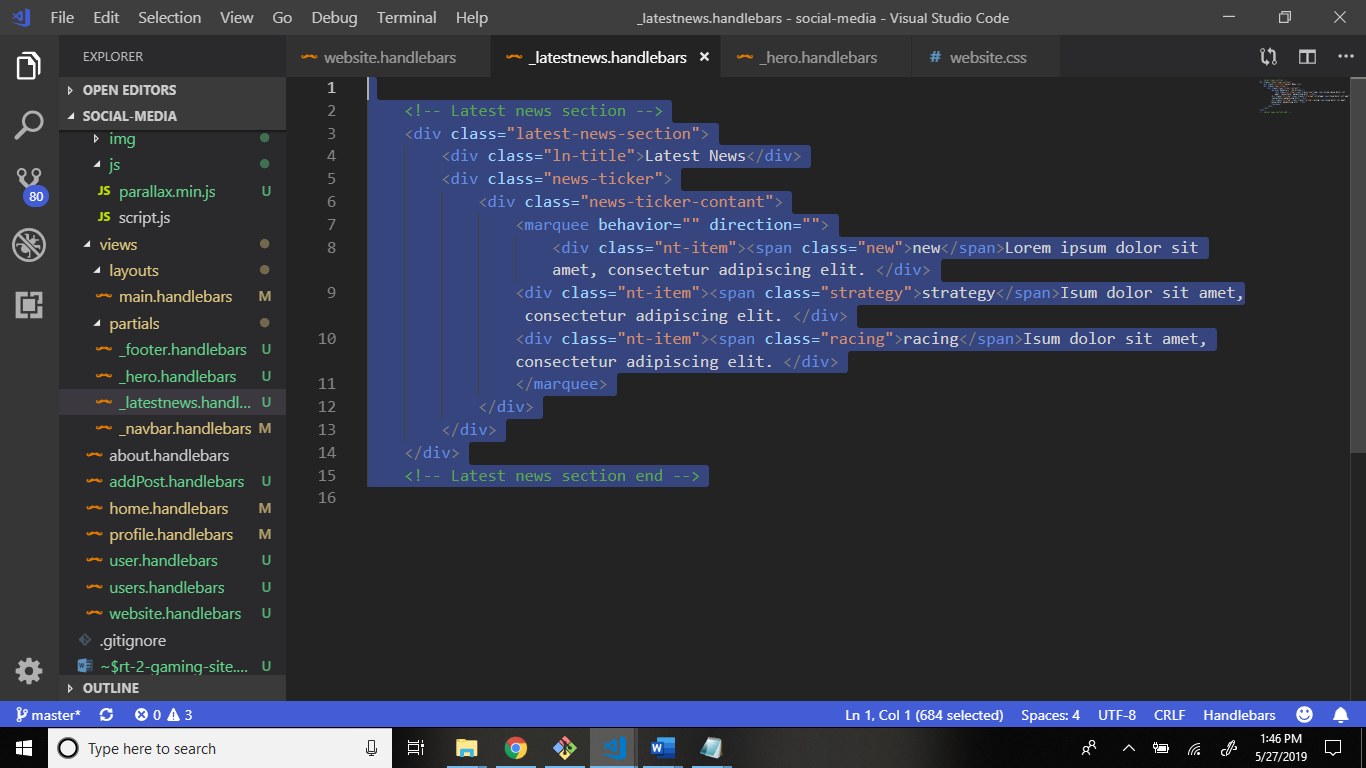 File Edit Selection View Go Debug Terminal Help _latestnews.handlebars - social-media - Visual Studio Code
EXPLORER
OPEN EDITORS
SOCIAL-MEDIA
img
js
JS parallax.min.js U
JS script.js
views
layouts
main.handlebars M
partials
_footer.handlebars U
_hero.handlebars U
_latestnews.handl... U
_navbar.handlebars M
about.handlebars
addPost.handlebars U
home.handlebars M
profile.handlebars M
user.handlebars U
users.handlebars U
website.handlebars U
.gitignore
~$rt-2-gaming-site.... U
OUTLINE
80
website.handlebars _latestnews.handlebars × _hero.handlebars # website.css
1
2 <!-- Latest news section -->
3 <div class="latest-news-section">
4 <div class="ln-title">Latest News</div>
5 <div class="news-ticker">
6 <div class="news-ticker-contant">
7 <marquee behavior="" direction="">
8 <div class="nt-item"><span class="new">new</span>Lorem ipsum dolor sit
amet, consectetur adipiscing elit. </div>
9 <div class="nt-item"><span class="strategy">strategy</span>Isum dolor sit amet,
consectetur adipiscing elit. </div>
10 <div class="nt-item"><span class="racing">racing</span>Isum dolor sit amet,
consectetur adipiscing elit. </div>
11 </marquee>
12 </div>
13 </div>
14 </div>
15 <!-- Latest news section end -->
16
master* 0 3 Ln 1, Col 1 (684 selected) Spaces: 4 UTF-8 CRLF Handlebars
Type here to search
1:46 PM
5/27/2019